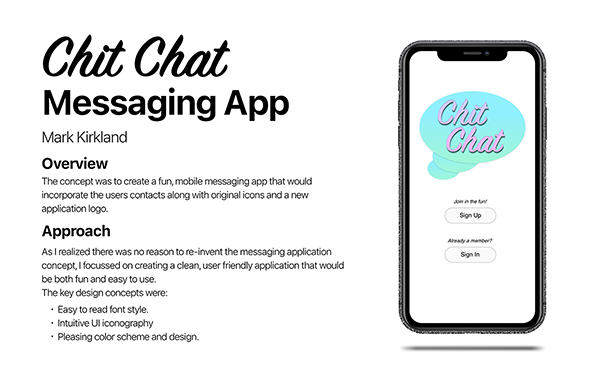 Chit Chat
Messaging App
Mark Kirkland
Overview
The concept was to create a fun, mobile messaging app that would
incorporate the users contacts along with original icons and a new
application logo.
Approach
As I realized there was no reason to re-invent the messaging application
concept, I focussed on creating a clean, user friendly application that would
be both fun and easy to use.
The key design concepts were:
• Easy to read font style.
• Intuitive UI iconography
• Pleasing color scheme and design.
Chit
Chat
Join in the fun!
Sign Up
Already a member?
Sign In